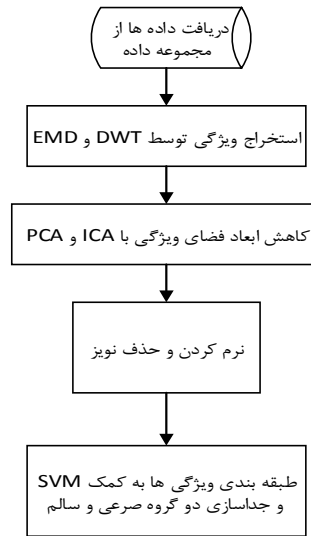 دریافت داده ها از
مجموعه داده
استخراج ویژگی توسط DWT و EMD
کاهش ابعاد فضای ویژگی با ICA و PCA
نرم کردن و حذف نویز
طبقه بندی ویژگی ها به کمک SVM
و جداسازی دو گروه صرعی و سالم